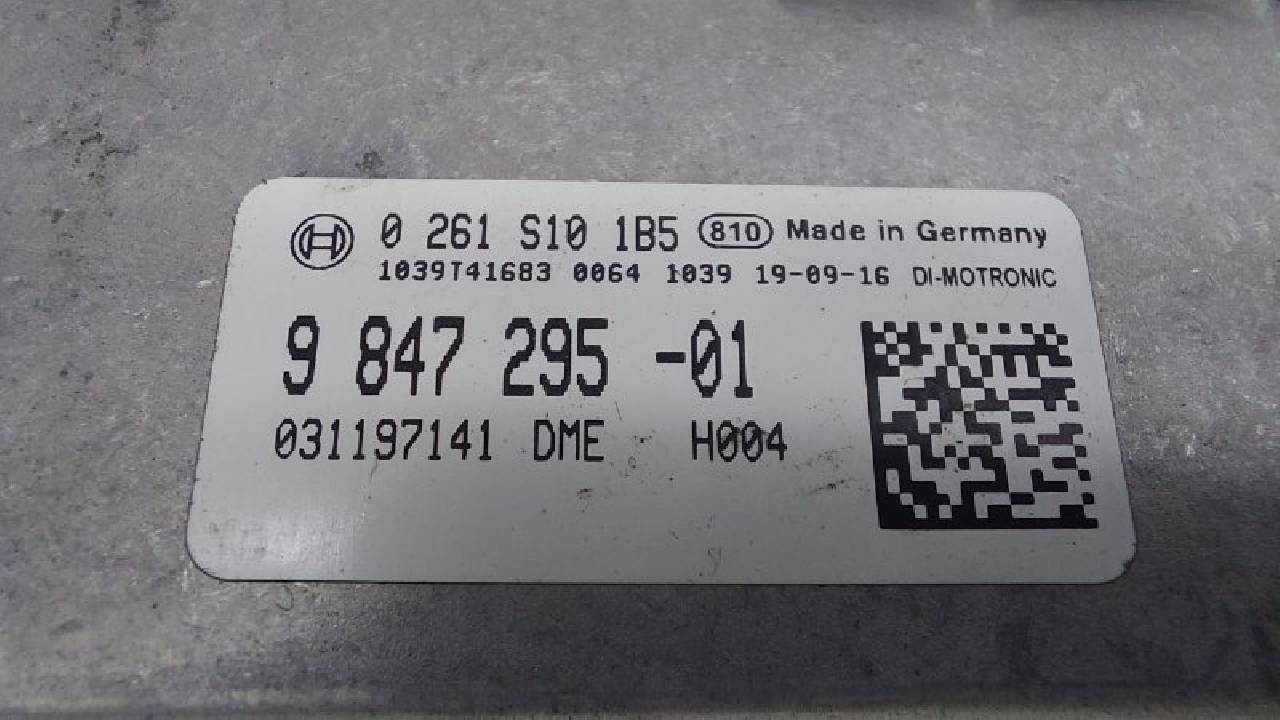 0 261 S10 1B5 810 Made in Germany
1039T41683 0064 1039 19-09-16 DI-MOTRONIC
9 847 295 -01
031197141 DME H004